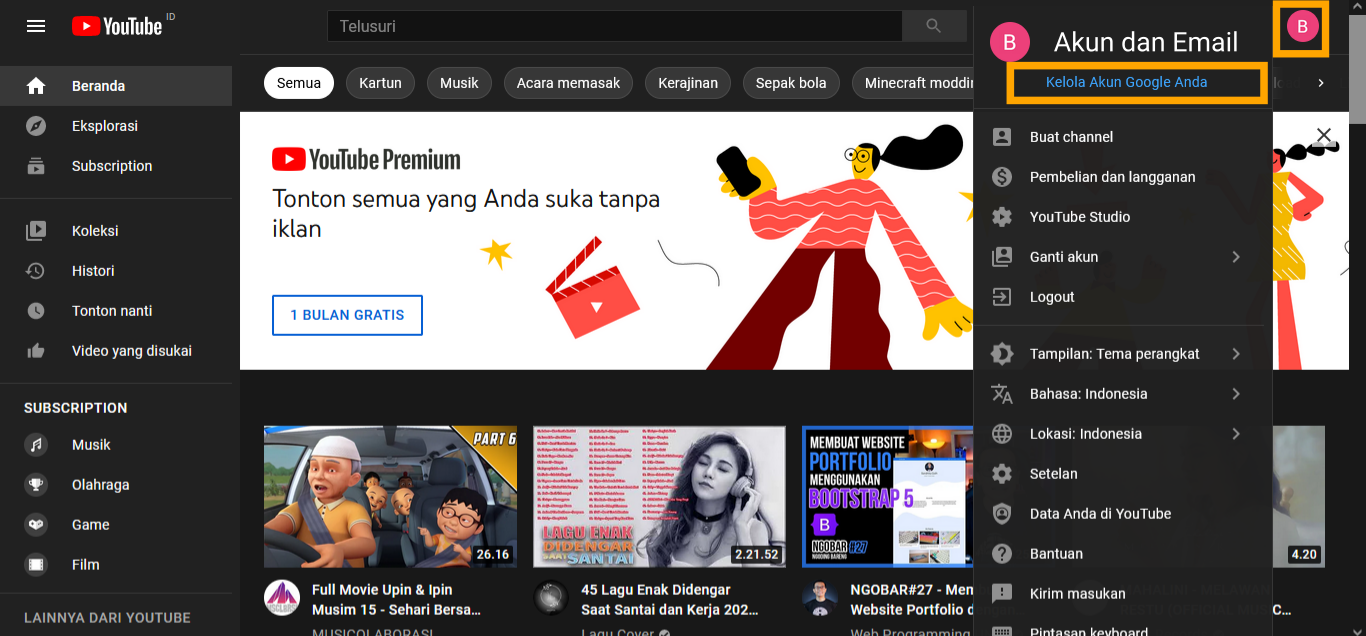 YouTube ID
Telusuri
B
Akun dan Email
B
Kelola Akun Google Anda
Semua
Kartun
Musik
Acara memasak
Kerajinan
Sepak bola
Minecraft moddin
Beranda
Eksplorasi
Subscription
Koleksi
Histori
Tonton nanti
Video yang disukai
SUBSCRIPTION
Musik
Olahraga
Game
Film
LAINNYA DARI YOUTUBE
YouTube Premium
Tonton semua yang Anda suka tanpa
iklan
1 BULAN GRATIS
Buat channel
Pembelian dan langganan
YouTube Studio
Ganti akun
Logout
Tampilan: Tema perangkat
Bahasa: Indonesia
Lokasi: Indonesia
Setelan
Data Anda di YouTube
Bantuan
Kirim masukan
Pintasan keyboard
PART 6
26.16
Full Movie Upin & Ipin
Musim 15 - Sehari Bersa...
MUSICOLABORASI
LAGU ENAK
DIDENGAR
SAAT SANTAI
2.21.52
45 Lagu Enak Didengar
Saat Santai dan Kerja 202...
Lagu Cover
MEMBUAT WEBSITE
PORTFOLIO
MENGGUNAKAN
BOOTSTRAP 5
B
NGOBAR #27
NGODING BARENG
NGOBAR#27 - Mem
Website Portfolio d
Web Programming
4.20
C...